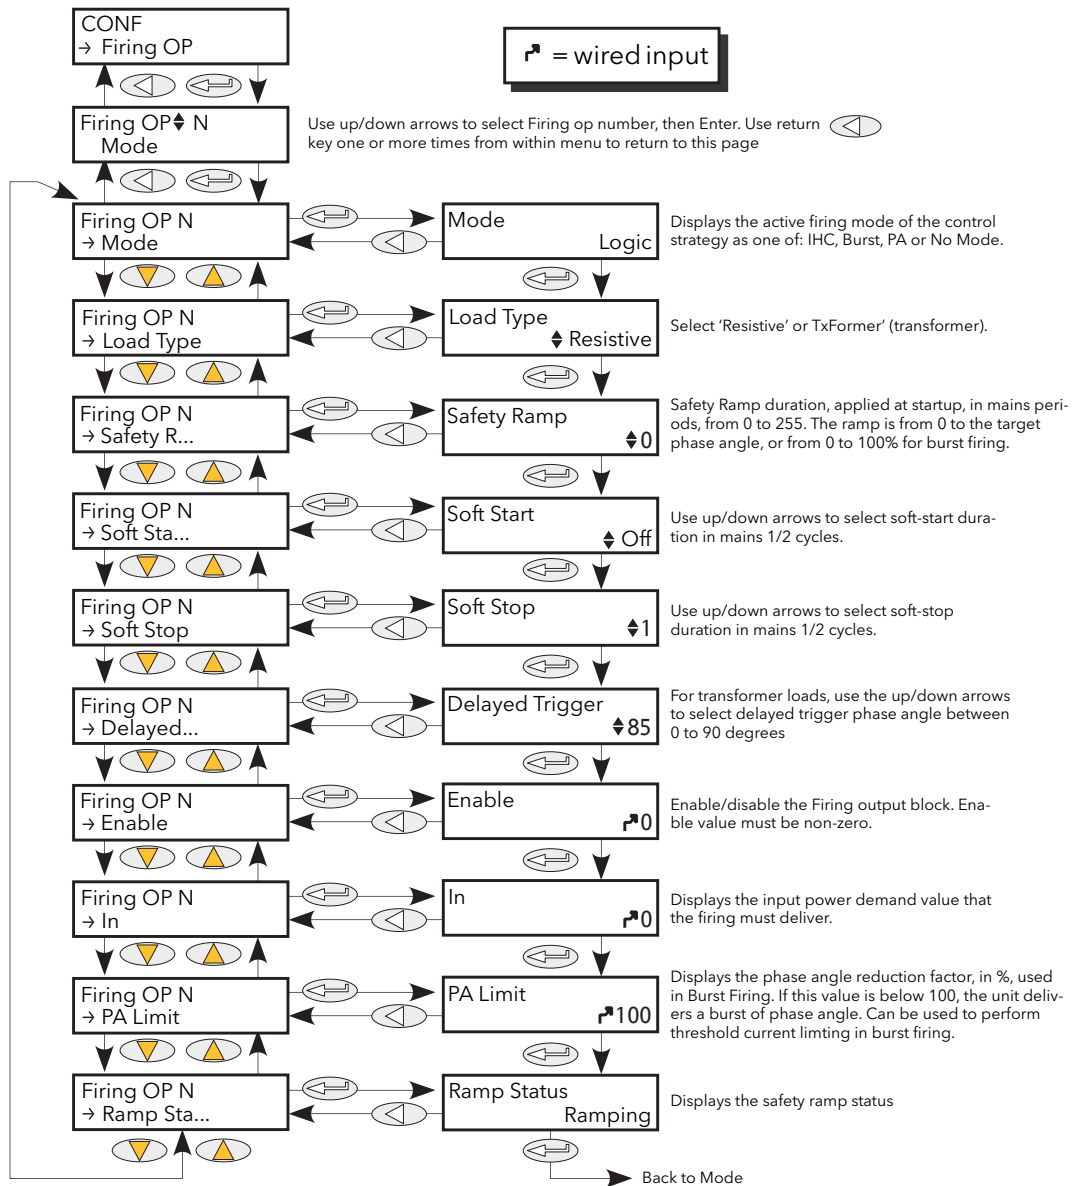 CONF
→ Firing OP
= wired input
Firing OP N
Mode
Use up/down arrows to select Firing op number, then Enter. Use return
key one or more times from within menu to return to this page
Firing OP N
→ Mode
Mode
Logic
Displays the active firing mode of the control
strategy as one of: IHC, Burst, PA or No Mode.
Firing OP N
→ Load Type
Load Type
Resistive
Select ‘Resistive’ or TxFormer’ (transformer).
Firing OP N
→ Safety R...
Safety Ramp
0
Safety Ramp duration, applied at startup, in mains peri-
ods, from 0 to 255. The ramp is from 0 to the target
phase angle, or from 0 to 100% for burst firing.
Firing OP N
→ Soft Sta...
Soft Start
Off
Use up/down arrows to select soft-start dura-
tion in mains 1/2 cycles.
Firing OP N
→ Soft Stop
Soft Stop
1
Use up/down arrows to select soft-stop
duration in mains 1/2 cycles.
Firing OP N
→ Delayed...
Delayed Trigger
85
For transformer loads, use the up/down arrows
to select delayed trigger phase angle between
0 to 90 degrees
Firing OP N
→ Enable
Enable
0
Enable/disable the Firing output block. Ena-
ble value must be non-zero.
Firing OP N
→ In
In
0
Displays the input power demand value that
the firing must deliver.
Firing OP N
→ PA Limit
PA Limit
100
Displays the phase angle reduction factor, in %, used
in Burst Firing. If this value is below 100, the unit deliv-
ers a burst of phase angle. Can be used to perform
threshold current limting in burst firing.
Firing OP N
→ Ramp Sta...
Ramp Status
Ramping
Displays the safety ramp status
Back to Mode